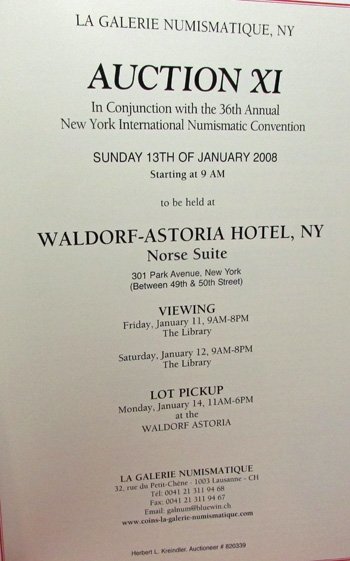 LA GALERIE NUMISMATIQUE, NY
AUCTION XI
In Conjunction with the 36th Annual
New York International Numismatic Convention
SUNDAY 13TH OF JANUARY 2008
Starting at 9 AM
to be held at
WALDORF-ASTORIA HOTEL, NY
Norse Suite
301 Park Avenue, New York
(Between 49th & 50th Street)
VIEWING
Friday, January 11, 9AM-8PM
The Library
Saturday, January 12, 9AM-8PM
The Library
LOT PICKUP
Monday, January 14, 11AM-6PM
at the
WALDORF ASTORIA
LA GALERIE NUMISMATIQUE
32, rue du Petit-Chêne - 1003 Lausanne - CH
Tél: 0041 21 311 94 68
Fax: 0041 21 311 94 67
Email: galnum@bluewin.ch
www.coins-la-galerie-numismatique.com
Herbert L. Kreindler. Auctioneer # 820339